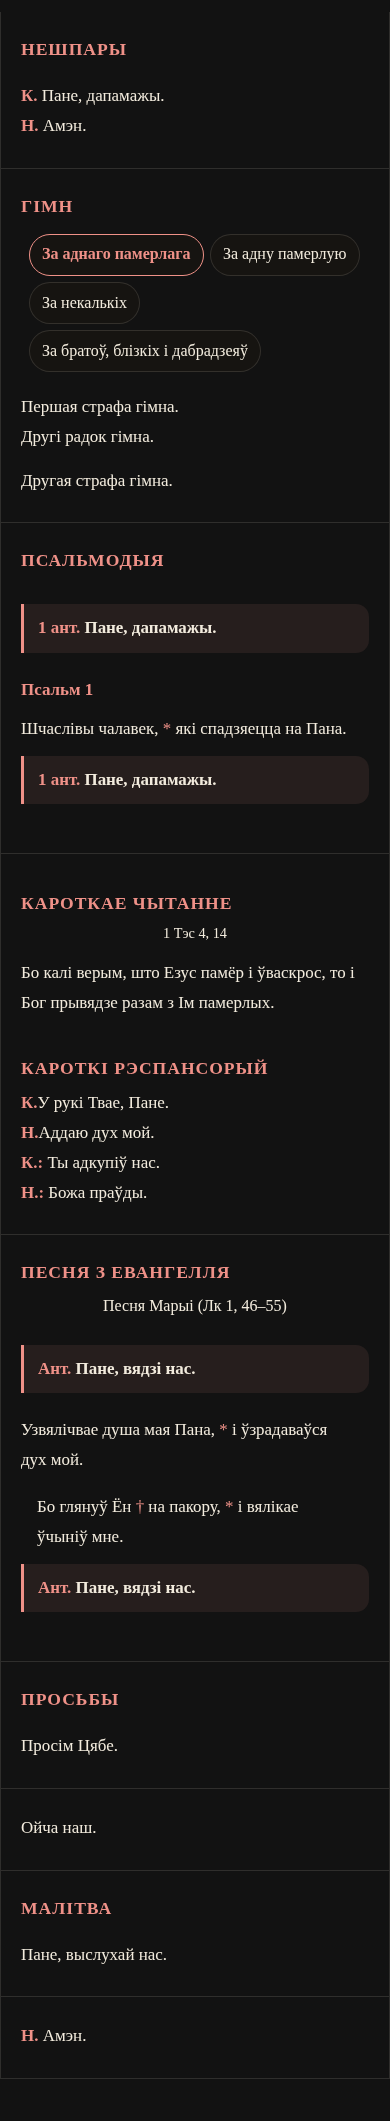 НЕШПАРЫ
К. Пане, дапамажы.
Н. Амэн.
ГІМН
За аднаго памерлага
За адну памерлую
За некалькіх
За братоў, блізкіх і дабрадзеяў
Першая страфа гімна.
Другі радок гімна.
Другая страфа гімна.
ПСАЛЬМОДЫЯ
1 ант. Пане, дапамажы.
Псальм 1
Шчаслівы чалавек, * які спадзяецца на Пана.
1 ант. Пане, дапамажы.
КАРОТКАЕ ЧЫТАННЕ
1 Тэс 4, 14
Бо калі верым, што Езус памёр і ўваскрос, то і
Бог прывядзе разам з Ім памерлых.
КАРОТКІ РЭСПАНСОРЫЙ
К.У рукі Твае, Пане.
Н.Аддаю дух мой.
К.: Ты адкупіў нас.
Н.: Божа праўды.
ПЕСНЯ З ЕВАНГЕЛЛЯ
Песня Марыі (Лк 1, 46–55)
Ант. Пане, вядзі нас.
Узвялічвае душа мая Пана, * і ўзрадаваўся
дух мой.
Бо глянуў Ён † на пакору, * і вялікае
ўчыніў мне.
Ант. Пане, вядзі нас.
ПРОСЬБЫ
Просім Цябе.
Ойча наш.
МАЛІТВА
Пане, выслухай нас.
Н. Амэн.